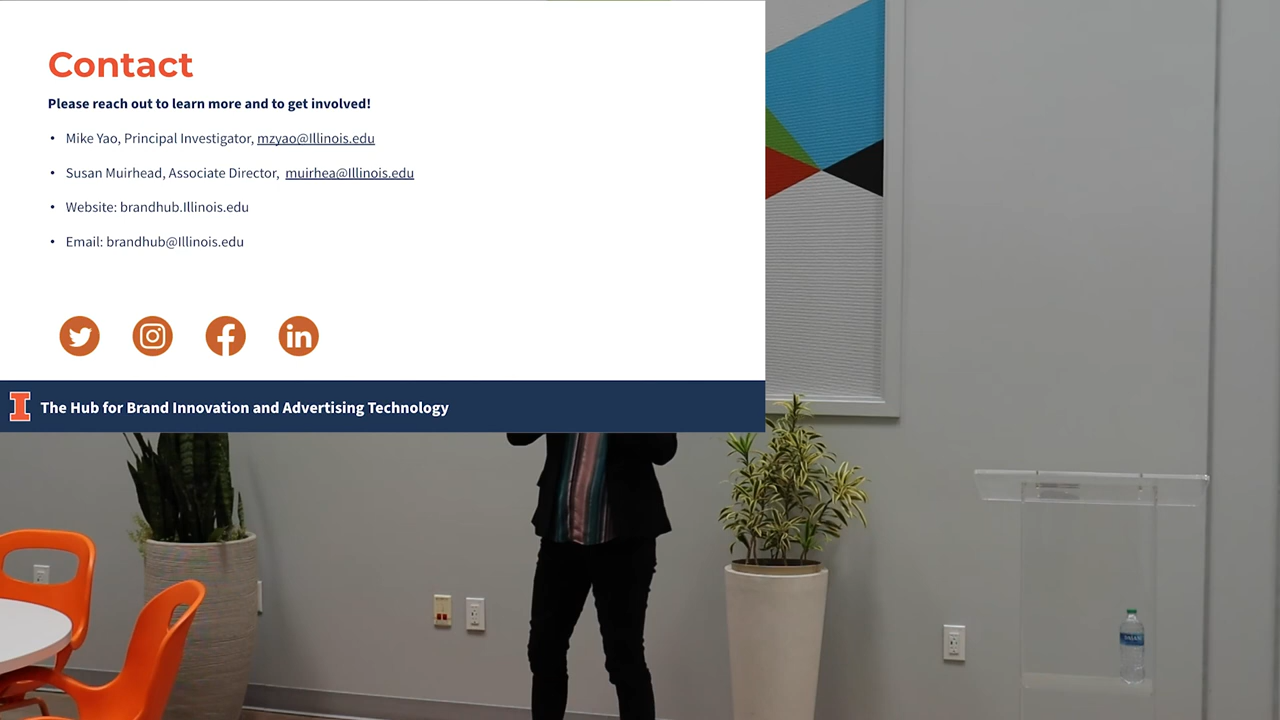 Contact
Please reach out to learn more and to get involved!
• Mike Yao, Principal Investigator, mzyao@Illinois.edu
• Susan Muirhead, Associate Director, muirhea@Illinois.edu
• Website: brandhub.Illinois.edu
• Email: brandhub@Illinois.edu
I The Hub for Brand Innovation and Advertising Technology
DASANI